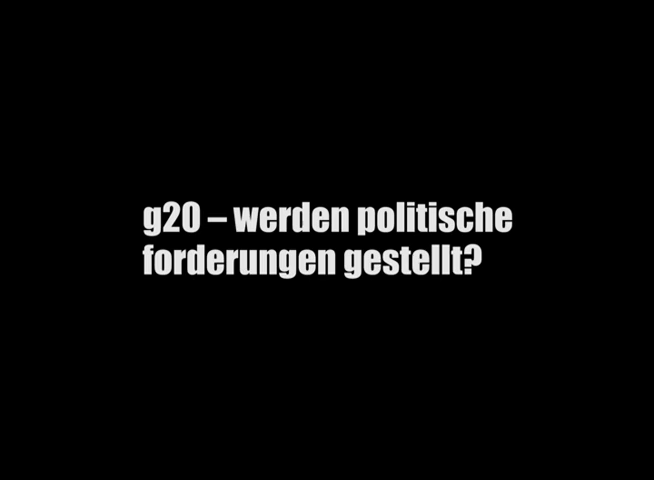 g20 – werden politische
forderungen gestellt?